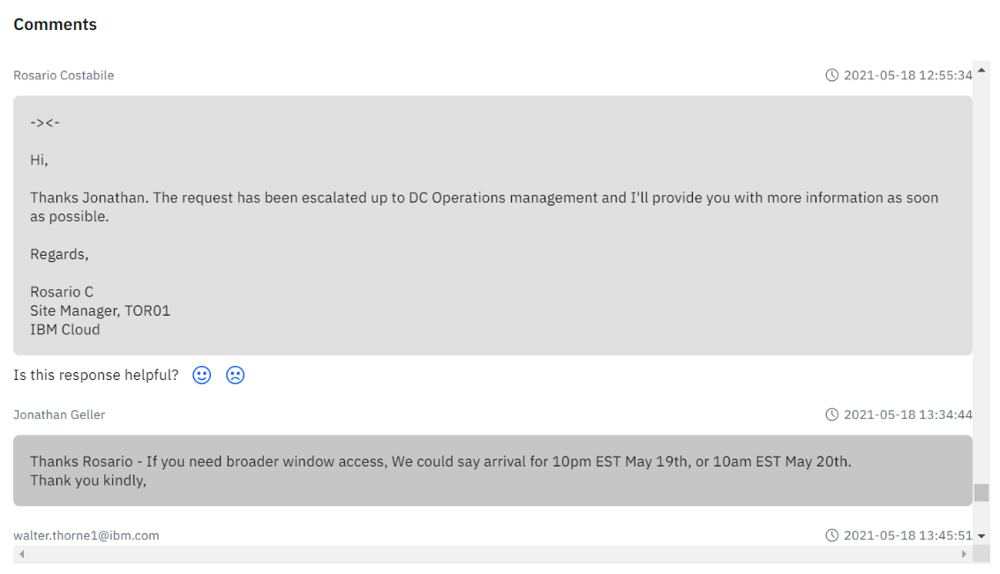 Comments
Rosario Costabile 2021-05-18 12:55:34
-><-
Hi,
Thanks Jonathan. The request has been escalated up to DC Operations management and I'll provide you with more information as soon
as possible.
Regards,
Rosario C
Site Manager, TOR01
IBM Cloud
Is this response helpful?
Jonathan Geller 2021-05-18 13:34:44
Thanks Rosario - If you need broader window access, We could say arrival for 10pm EST May 19th, or 10am EST May 20th.
Thank you kindly,
walter.thorne1@ibm.com 2021-05-18 13:45:51